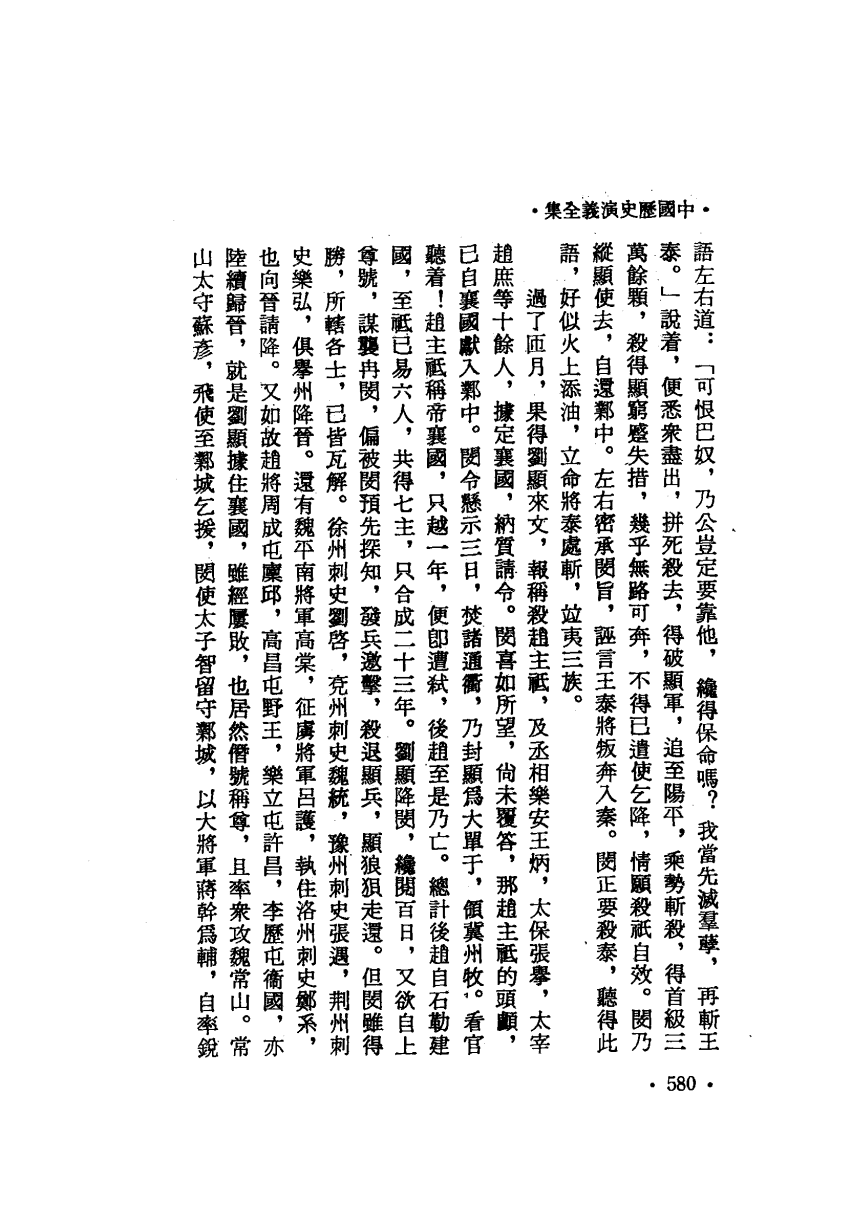 •中國歷史演義全集•
語左右道：「可恨巴奴，乃公豈定要靠他，纔得保命嗎？我當先滅羣孽，再斬王
泰。」說着，便悉衆盡出，拼死殺去，得破顯軍，追至陽平，乘勢斬殺，得首級三
萬餘顆，殺得顯窮蹙失措，幾乎無路可奔，不得已遣使乞降，情願殺祇自效。閔乃
縱顯使去，自還鄴中。左右密承閔旨，誣言王泰將叛奔入秦。閔正要殺泰，聽得此
語，好似火上添油，立命將泰處斬，竝夷三族。
過了匝月，果得劉顯來文，報稱殺趙主祇，及丞相樂安王炳，太保張擧，太宰
趙庶等十餘人，據定襄國，納質請令。閔喜如所望，尙未覆答，那趙主祇的頭顱，
已自襄國獻入鄴中。閔令懸示三日，焚諸通衢，乃封顯爲大單于，領冀州牧。看官
聽着！趙主祇稱帝襄國，只越一年，便卽遭弒，後趙至是乃亡。總計後趙自石勒建
國，至祇已易六人，共得七主，只合成二十三年。劉顯降閔，纔閱百日，又欲自上
尊號，謀襲冉閔，偏被閔預先探知，發兵邀擊，殺退顯兵，顯狼狽走還。但閔雖得
勝，所轄各士，已皆瓦解。徐州刺史劉啓，兗州刺史魏統，豫州刺史張遇，荆州刺
史樂弘，俱擧州降晉。還有魏平南將軍高棠，征虜將軍呂護，執住洛州刺史鄭系，
也向晉請降。又如故趙將周成屯廩邱，高昌屯野王，樂立屯許昌，李歷屯衞國，亦
陸續歸晉，就是劉顯據住襄國，雖經屢敗，也居然僭號稱尊，且率衆攻魏常山。常
山太守蘇彥，飛使至鄴城乞援，閔使太子智留守鄴城，以大將軍蔣幹爲輔，自率銳
•580•